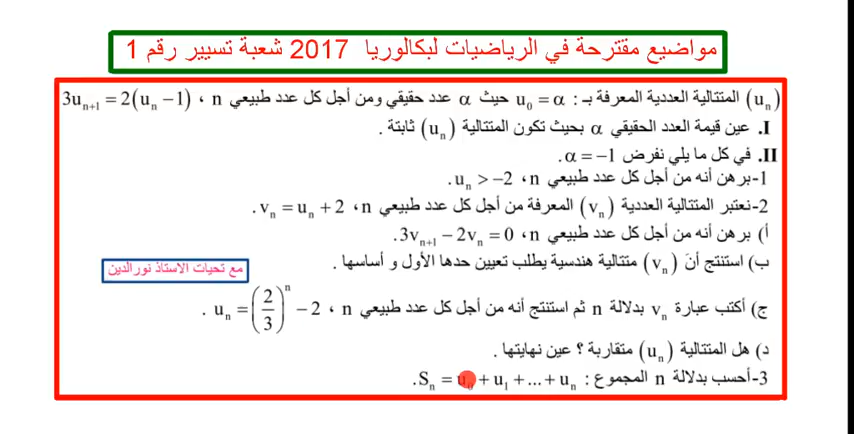 مواضيع مقترحة في الرياضيات لبكالوريا 2017 شعبة تسيير رقم 1
(uₙ) المتتالية العددية المعرفة بـ : u₀ = α حيث α عدد حقيقي ومن أجل كل عدد طبيعي n ، 3uₙ₊₁ = 2(uₙ − 1)
I. عين قيمة العدد الحقيقي α بحيث تكون المتتالية (uₙ) ثابتة .
II. في كل ما يلي نفرض α = −1.
1-برهن أنه من أجل كل عدد طبيعي n، uₙ > −2.
2-نعتبر المتتالية العددية (vₙ) المعرفة من أجل كل عدد طبيعي n، vₙ = uₙ + 2.
أ) برهن أنه من أجل كل عدد طبيعي n، 3vₙ₊₁ − 2vₙ = 0.
ب) استنتج أنَ (vₙ) متتالية هندسية يطلب تعيين حدها الأول و أساسها .
مع تحيات الاستاذ نورالدين
ج) أكتب عبارة vₙ بدلالة n ثم استنتج أنه من أجل كل عدد طبيعي n ، uₙ = (2/3)ⁿ − 2 .
د) هل المتتالية (uₙ) متقاربة ؟ عين نهايتها .
3-أحسب بدلالة n المجموع : Sₙ = u₀ + u₁ + ... + uₙ.